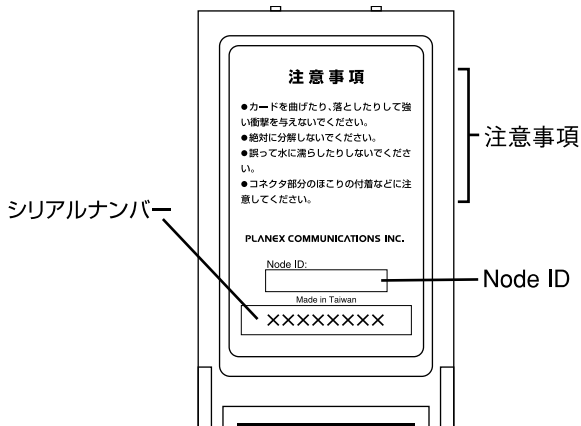 注意事項
●カードを曲げたり、落としたりして強
い衝撃を与えないでください。
●絶対に分解しないでください。
●誤って水に濡らしたりしないでくださ
い。
●コネクタ部分のほこりの付着などに注
意してください。
PLANEX COMMUNICATIONS INC.
Node ID:
Made in Taiwan
××××××××
注意事項
シリアルナンバー
Node ID